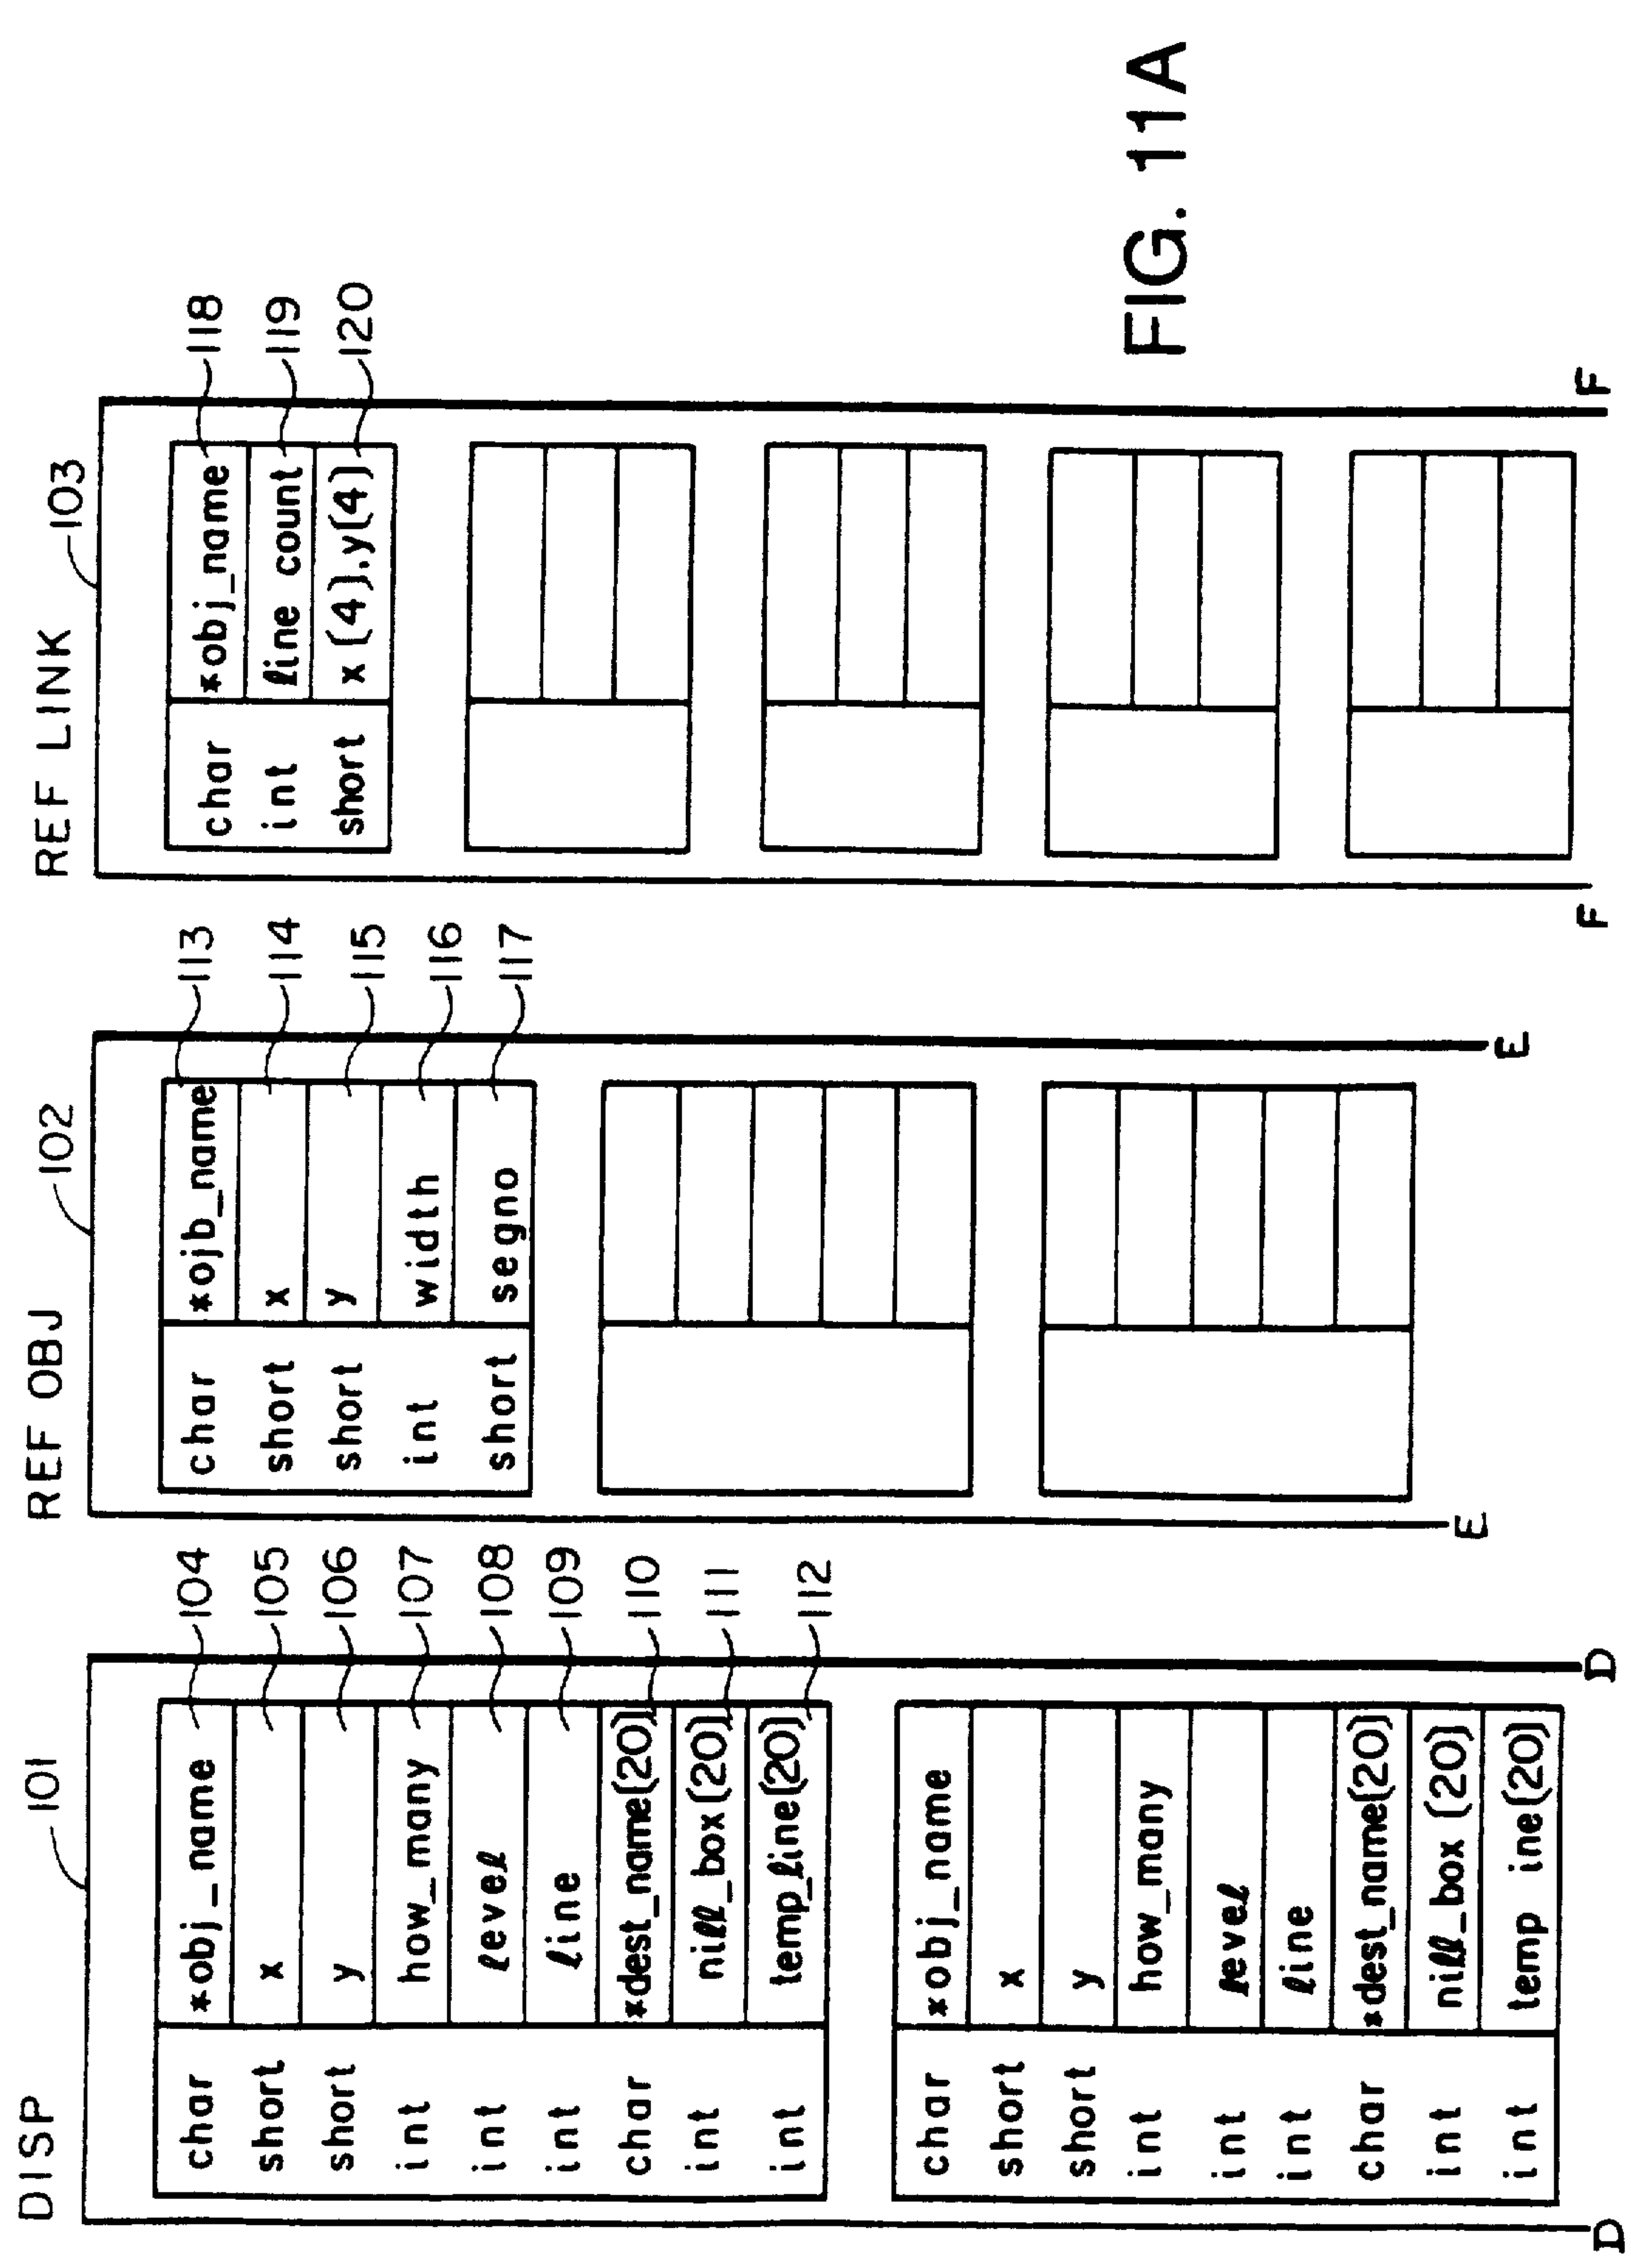 DISP
101
char *obj_name 104
short x 105
short y 106
int how_many 107
int level 108
int line 109
char *dest_name(20) 110
int nill_box(20) 111
int temp_line(20) 112
char *obj_name
short x
short y
int how_many
int level
int line
char *dest_name(20)
int nill_box (20)
int temp ine(20)
D D
REF OBJ
102
char *ojb_name 113
short x 114
short y 115
int width 116
short segno 117
E E
REF LINK
103
char *obj_name 118
int line count 119
short x(4),y(4) 120
F F
FIG. 11A